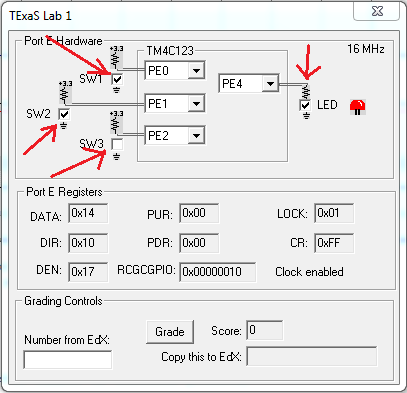 TExaS Lab 1
Port E Hardware
TM4C123
16 MHz
+3.3
SW1
PE0
PE4
+3.3
SW2
PE1
LED
+3.3
SW3
PE2
Port E Registers
DATA: 0x14 PUR: 0x00 LOCK: 0x01
DIR: 0x10 PDR: 0x00 CR: 0xFF
DEN: 0x17 RCGCGPIO: 0x00000010 Clock enabled
Grading Controls
Number from EdX: Grade Score: 0
Copy this to EdX: